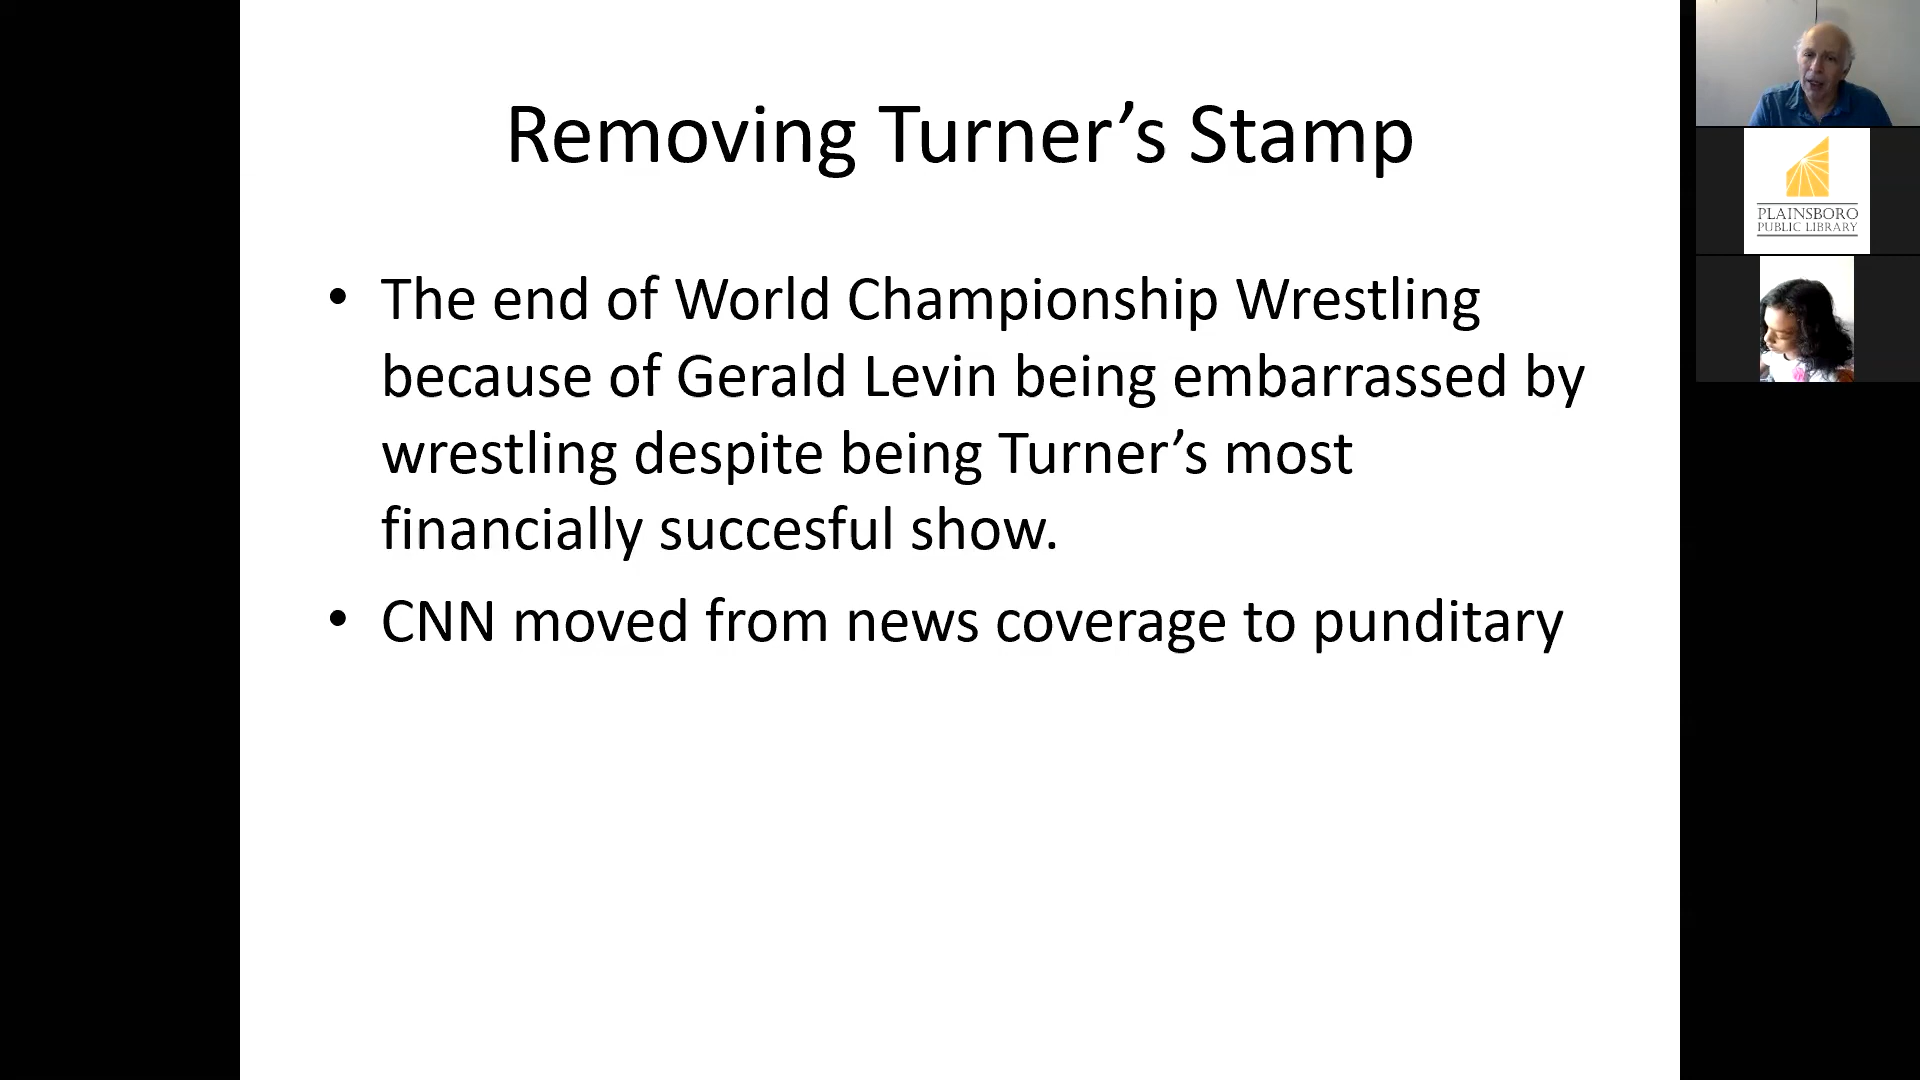 Removing Turner’s Stamp
• The end of World Championship Wrestling
because of Gerald Levin being embarrassed by
wrestling despite being Turner’s most
financially succesful show.
• CNN moved from news coverage to punditary
PLAINSBORO
PUBLIC LIBRARY